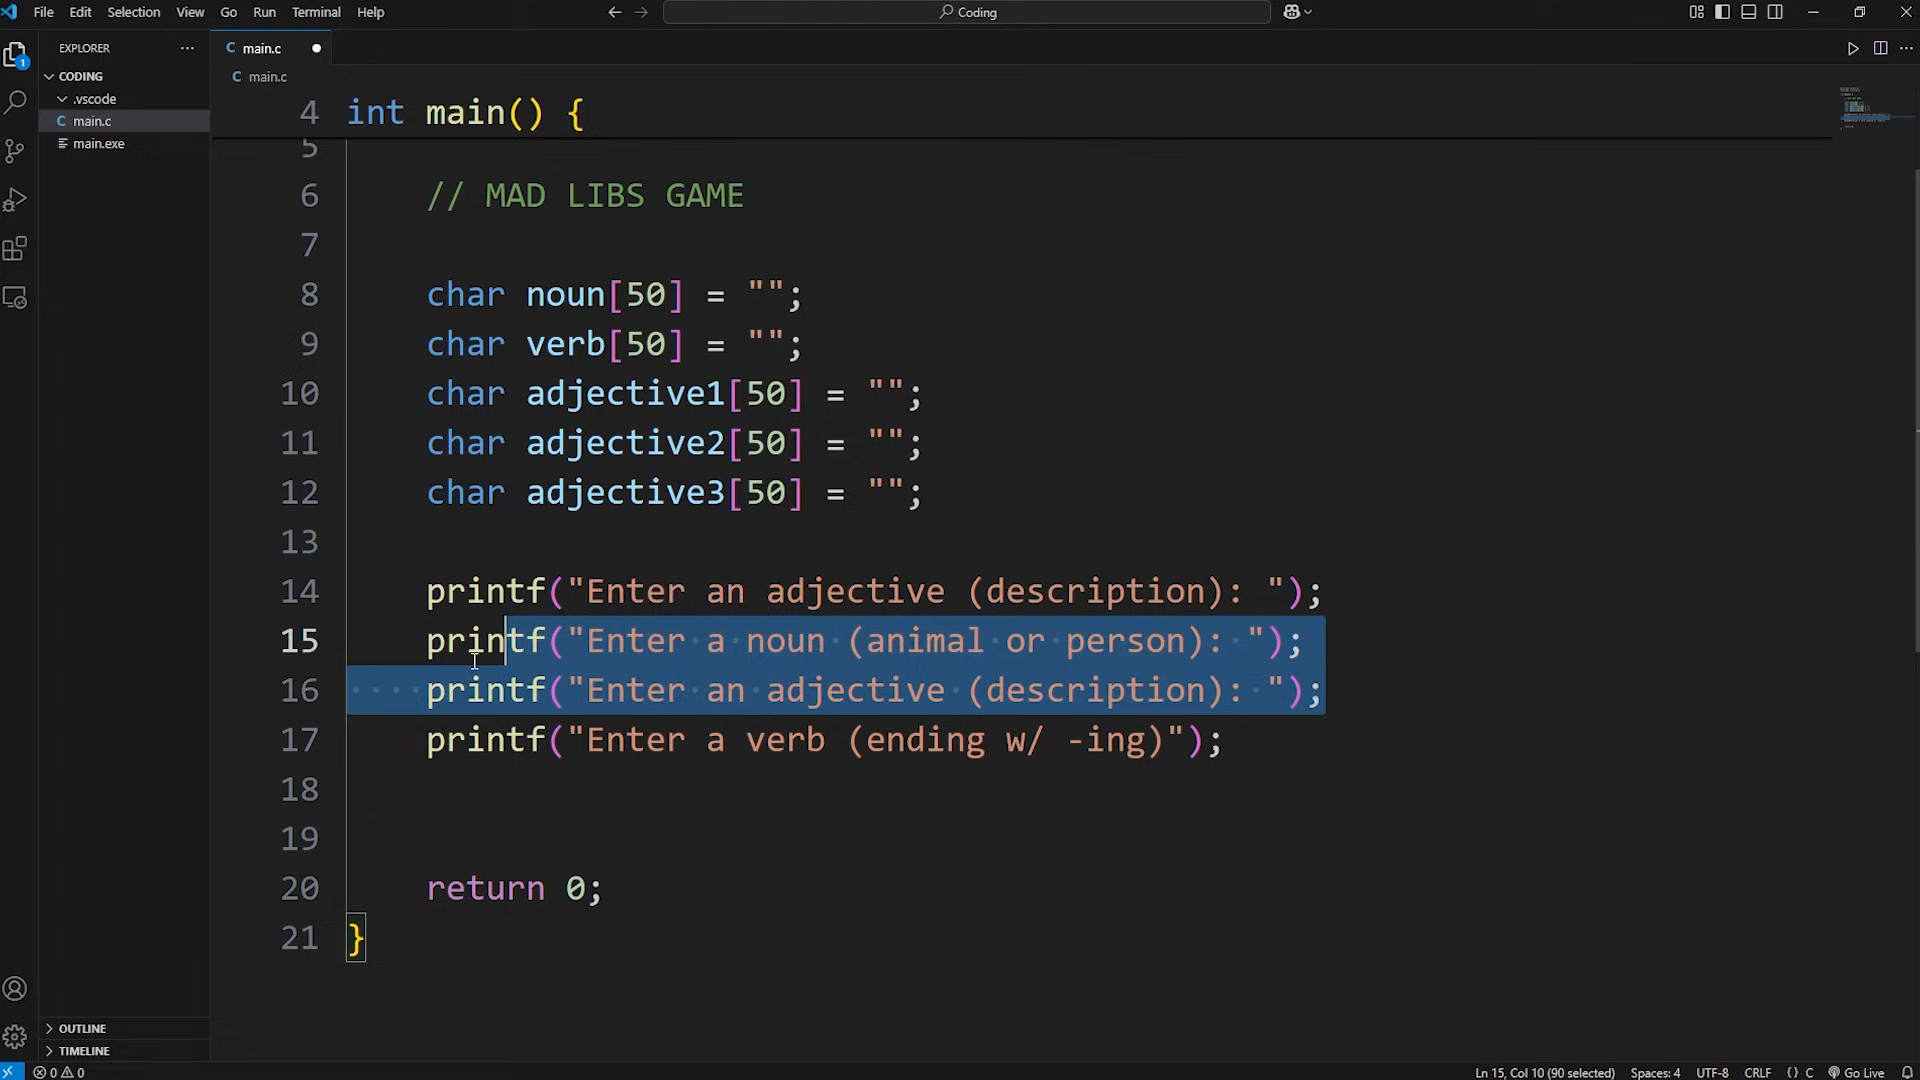 File Edit Selection View Go Run Terminal Help
Coding
EXPLORER
CODING
.vscode
C main.c
main.exe
C main.c
C main.c
4 int main() {
5
6 // MAD LIBS GAME
7
8 char noun[50] = "";
9 char verb[50] = "";
10 char adjective1[50] = "";
11 char adjective2[50] = "";
12 char adjective3[50] = "";
13
14 printf("Enter an adjective (description): ");
15 printf("Enter a noun (animal or person): ");
16 printf("Enter an adjective (description): ");
17 printf("Enter a verb (ending w/ -ing)");
18
19
20 return 0;
21 }
1
OUTLINE
TIMELINE
0 0
Ln 15, Col 10 (90 selected) Spaces: 4 UTF-8 CRLF {} C Go Live